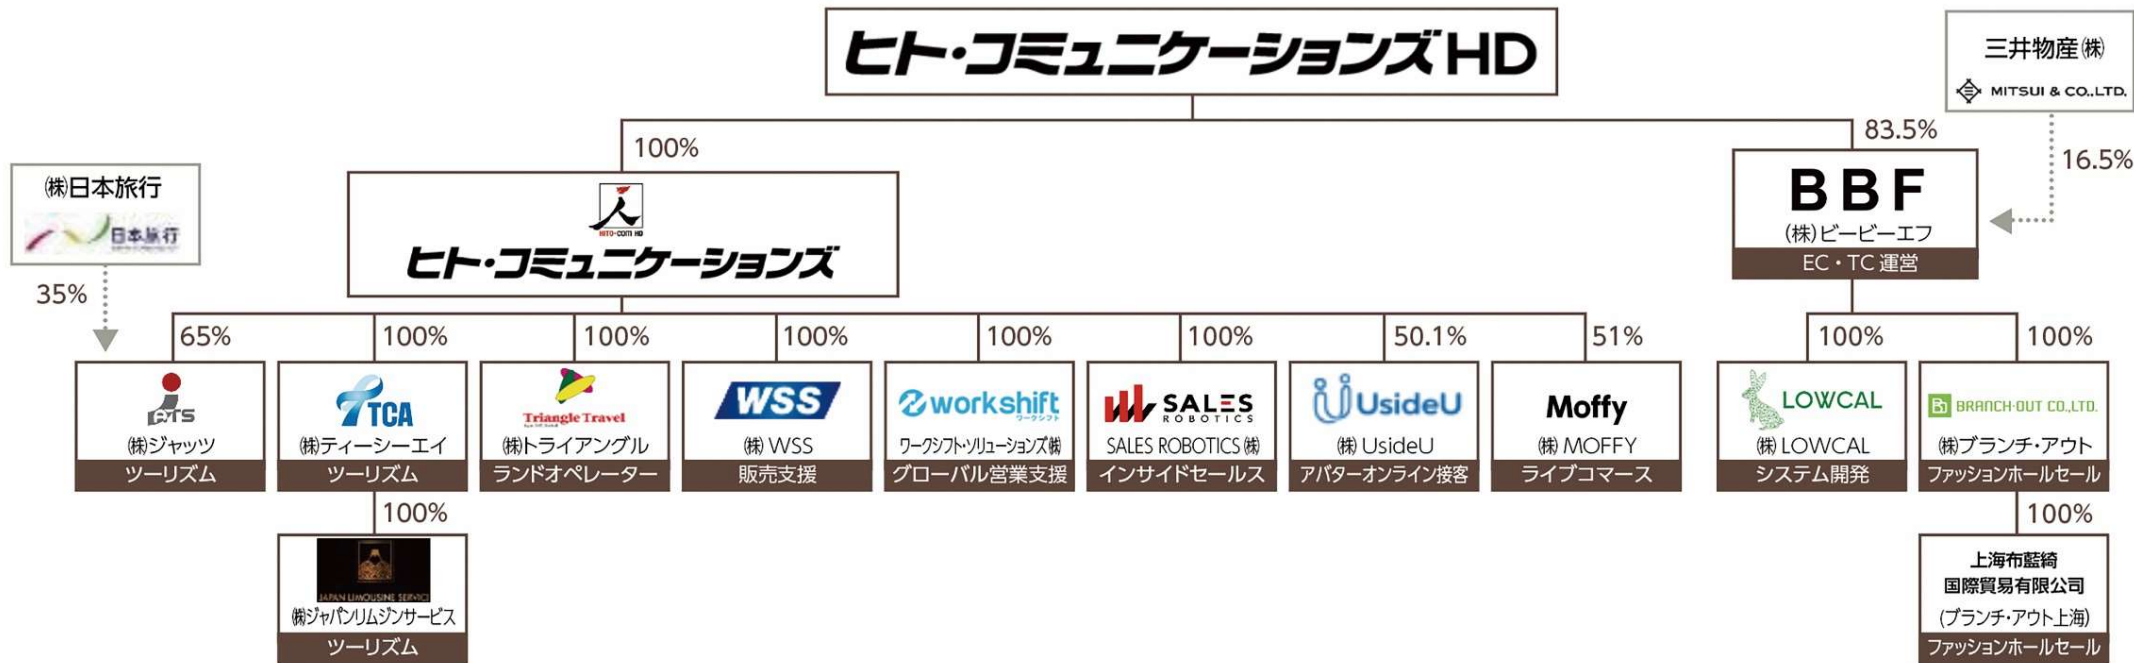 ヒト・コミュニケーションズHD
三井物産㈱
MITSUI & CO.,LTD.
100%
83.5%
16.5%
㈱日本旅行
日本旅行
35%
HITO-COM HD
ヒト・コミュニケーションズ
BBF
(株)ビービーエフ
EC・TC 運営
65%
100%
100%
100%
100%
100%
50.1%
51%
100%
100%
JATS
㈱ジャッツ
ツーリズム
TCA
㈱ティーシーエイ
ツーリズム
Triangle Travel
㈱トライアングル
ランドオペレーター
WSS
㈱ WSS
販売支援
workshift
ワークシフト
ワークシフト・ソリューションズ㈱
グローバル営業支援
SALES
ROBOTICS
SALES ROBOTICS ㈱
インサイドセールス
UsideU
㈱ UsideU
アバターオンライン接客
Moffy
㈱ MOFFY
ライブコマース
LOWCAL
㈱ LOWCAL
システム開発
BRANCH-OUT CO.,LTD.
㈱ブランチ・アウト
ファッションホールセール
100%
100%
JAPAN LIMOUSINE SERVICE
㈱ジャパンリムジンサービス
ツーリズム
上海布藍綺
国際貿易有限公司
(ブランチ・アウト上海)
ファッションホールセール